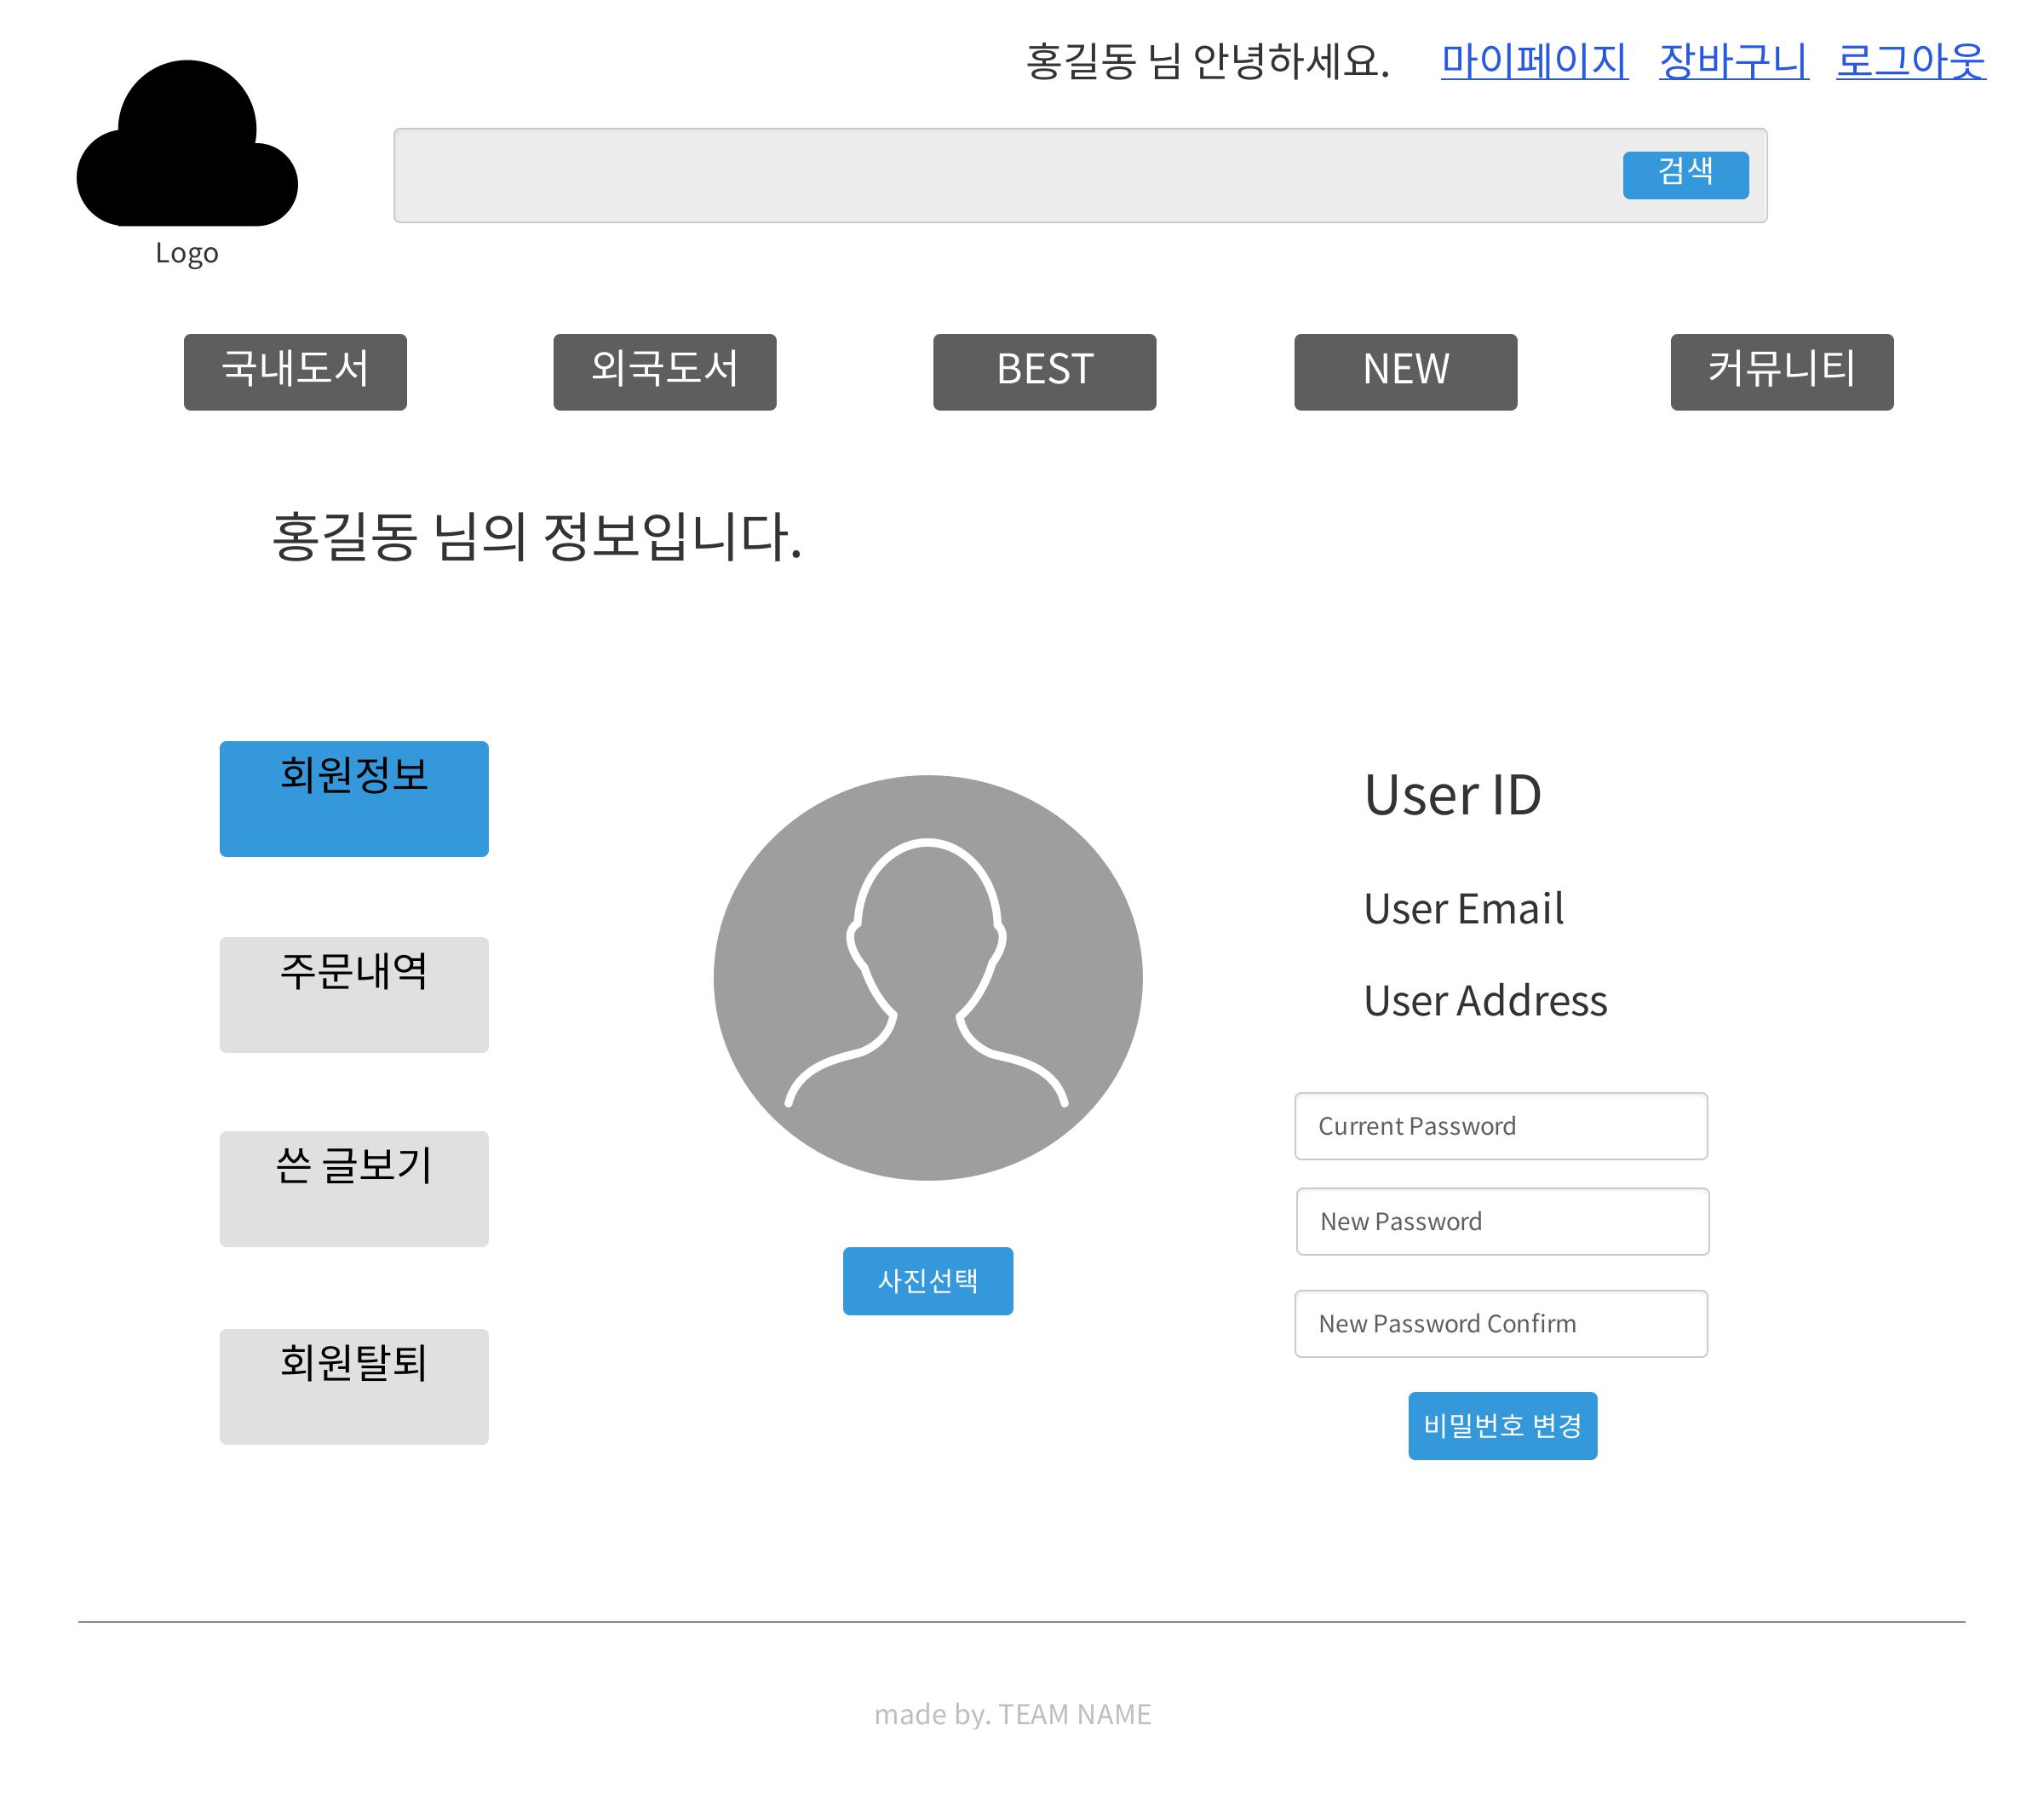 홍길동 님 안녕하세요. 마이페이지 장바구니 로그아웃
검색
Logo
국내도서 외국도서 BEST NEW 커뮤니티
홍길동 님의 정보입니다.
회원정보
주문내역
쓴 글보기
회원탈퇴
사진선택
User ID
User Email
User Address
Current Password
New Password
New Password Confirm
비밀번호 변경
made by. TEAM NAME